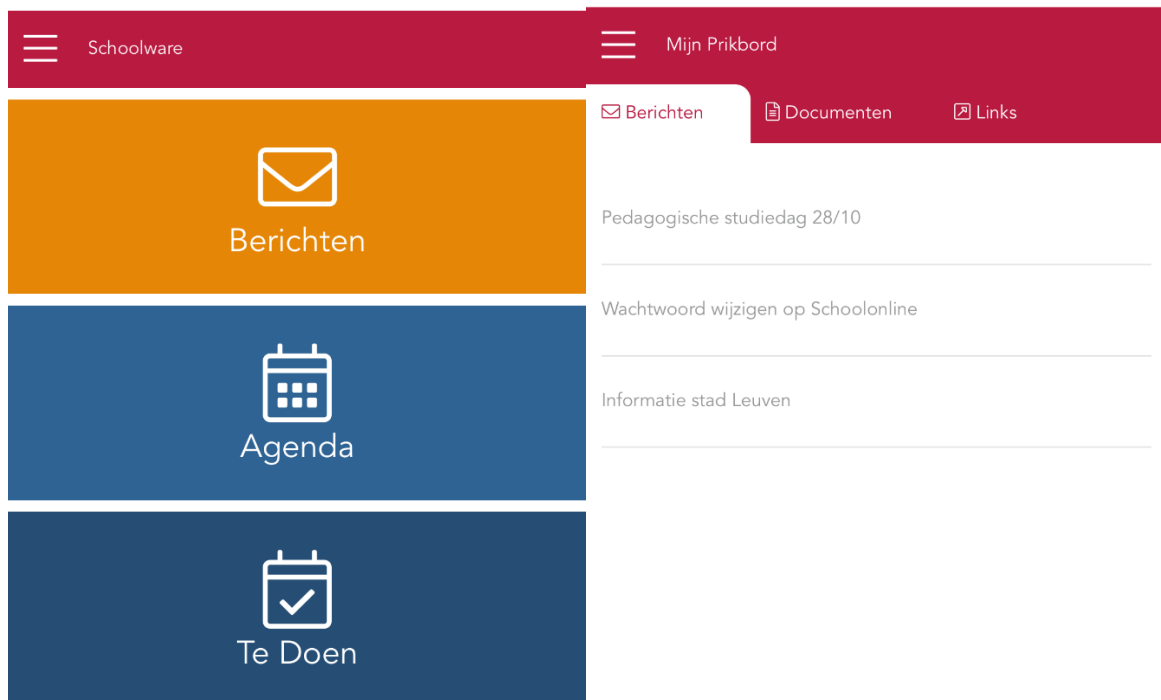 Schoolware
Berichten
Agenda
Te Doen
Mijn Prikbord
Berichten
Documenten
Links
Pedagogische studiedag 28/10
Wachtwoord wijzigen op Schoolonline
Informatie stad Leuven